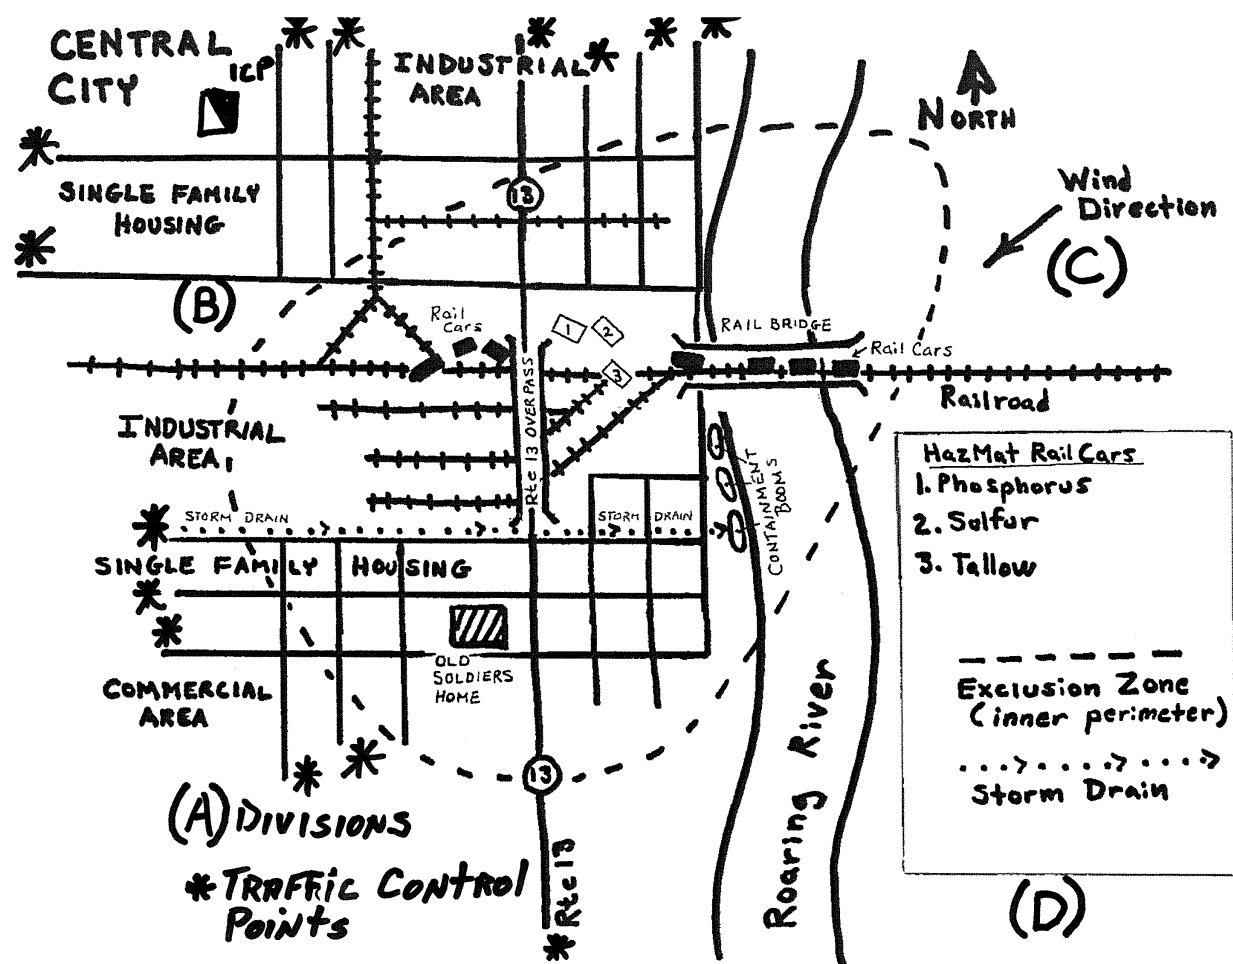 CENTRAL
CITY
ICP
INDUSTRIAL
AREA
NORTH
Wind
Direction
(C)
SINGLE FAMILY
HOUSING
13
(B)
Rail
Cars
1
2
3
RAIL BRIDGE
Rail Cars
Railroad
Rte 13 OVERPASS
INDUSTRIAL
AREA
CONTAINMENT
BOOMS
STORM DRAIN
STORM DRAIN
SINGLE FAMILY HOUSING
OLD
SOLDIERS
HOME
COMMERCIAL
AREA
13
Rte 13
Roaring River
HazMat Rail Cars
1. Phosphorus
2. Sulfur
3. Tallow
Exclusion Zone
(inner perimeter)
Storm Drain
(D)
(A) DIVISIONS
* TRAFFIC CONTROL
POINTS